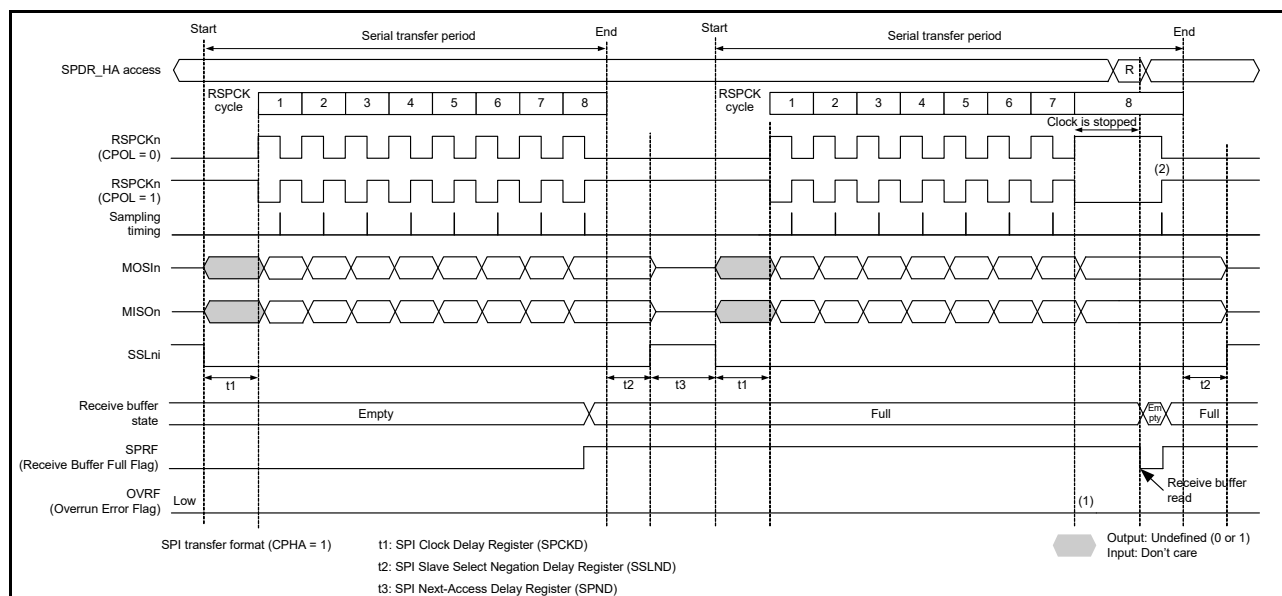 Start End Start End
Serial transfer period Serial transfer period
SPDR_HA access R
RSPCK cycle 1 2 3 4 5 6 7 8 RSPCK cycle 1 2 3 4 5 6 7 8
Clock is stopped
RSPCKn
(CPOL = 0)
(2)
RSPCKn
(CPOL = 1)
Sampling
timing
MOSIn
MISOn
SSLni
t1 t2 t3 t1 t2
Receive buffer
state
Empty Full Em
pty Full
SPRF
(Receive Buffer Full Flag)
Receive buffer
read
OVRF
(Overrun Error Flag)
Low (1)
SPI transfer format (CPHA = 1)
t1: SPI Clock Delay Register (SPCKD)
t2: SPI Slave Select Negation Delay Register (SSLND)
t3: SPI Next-Access Delay Register (SPND)
Output: Undefined (0 or 1)
Input: Don't care